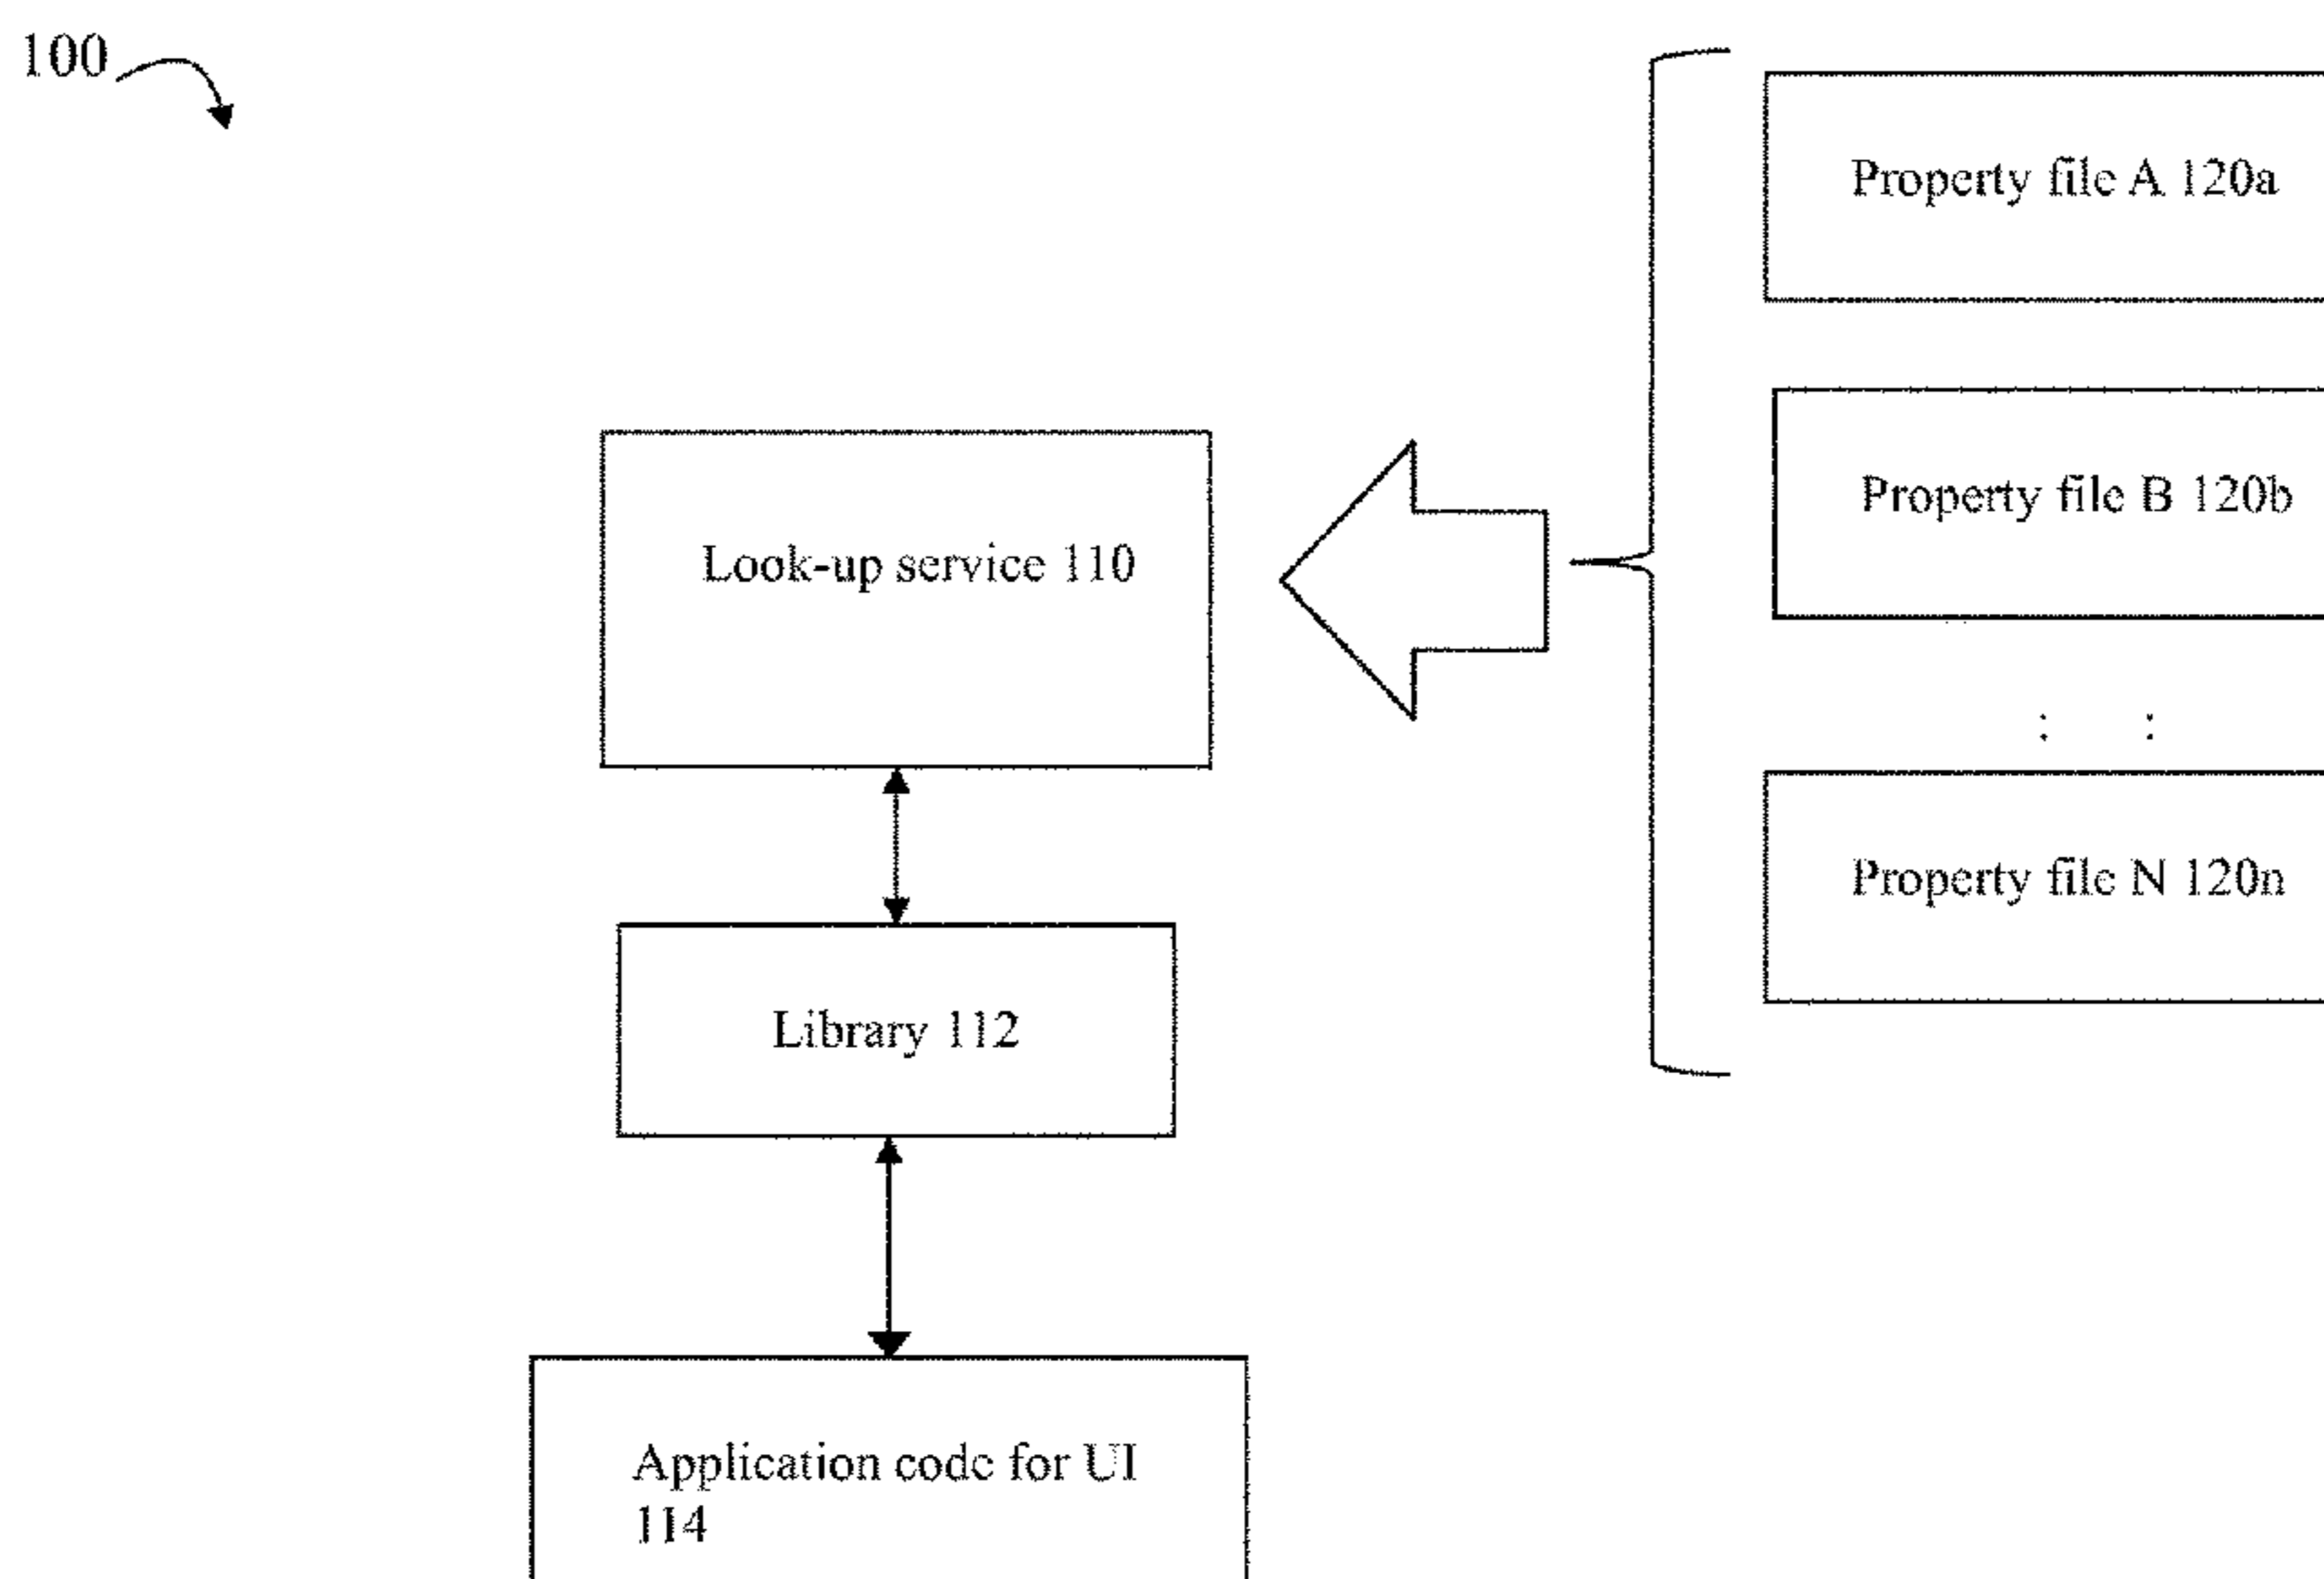 100
Property file A 120a
Property file B 120b
Look-up service 110
: :
Property file N 120n
Library 112
Application code for UI
114